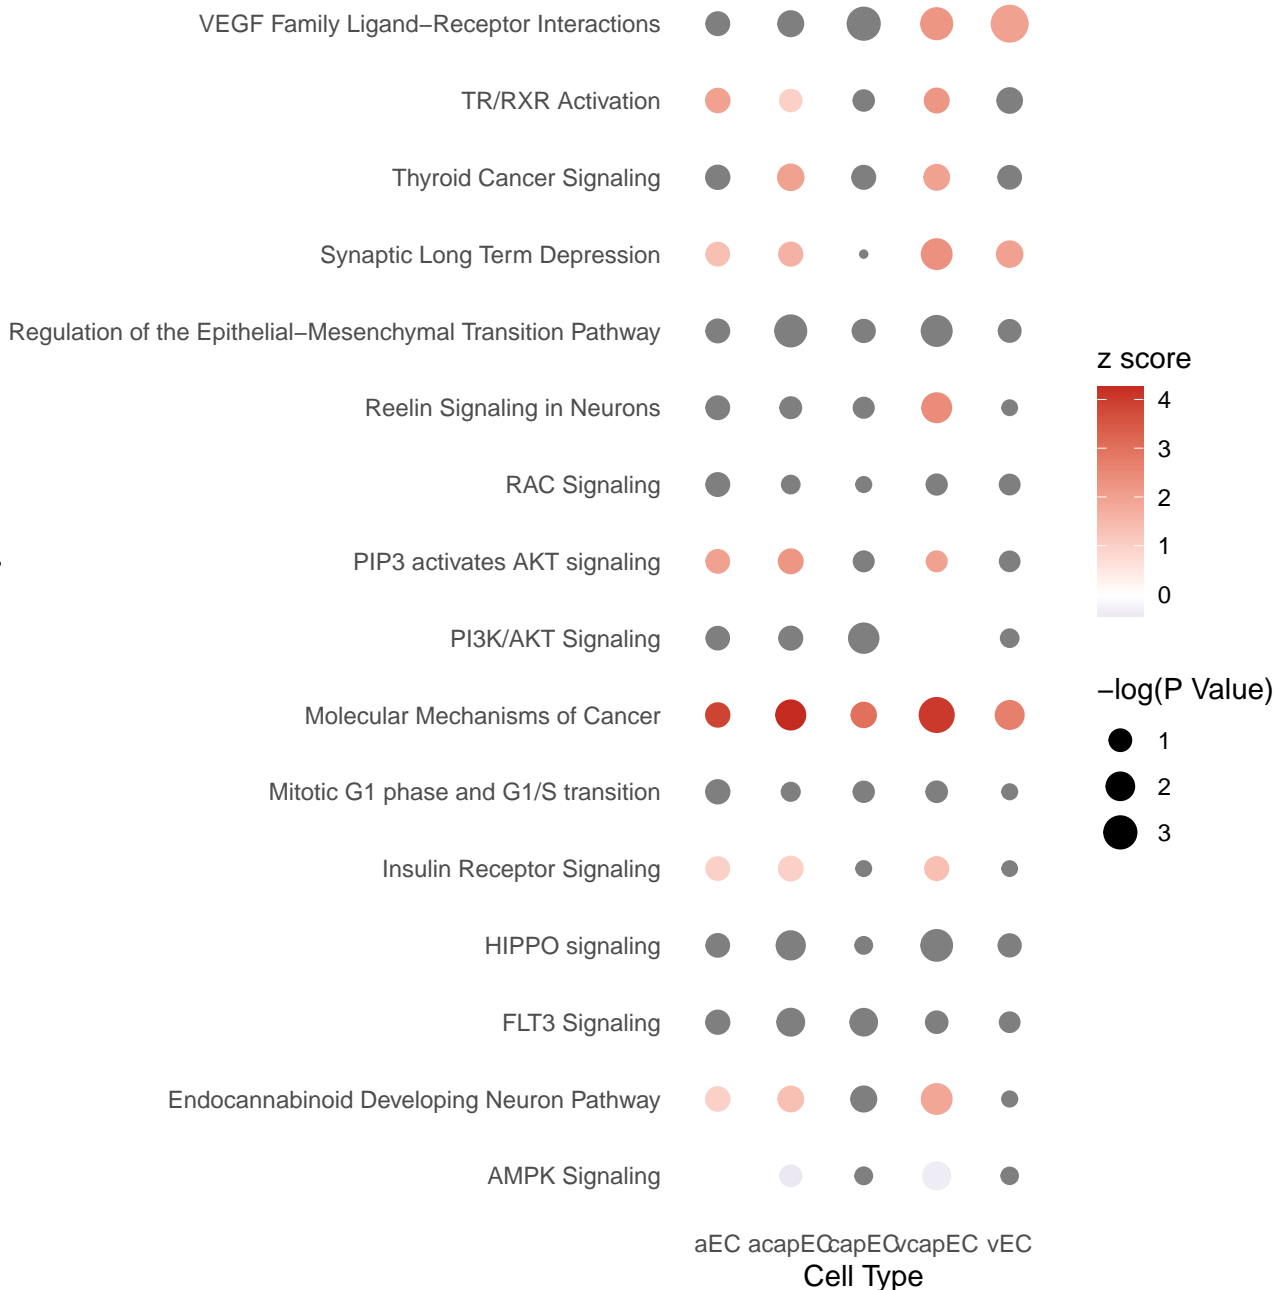 VEGF Family Ligand−Receptor Interactions
TR/RXR Activation
Thyroid Cancer Signaling
Synaptic Long Term Depression
Regulation of the Epithelial−Mesenchymal Transition Pathway
Reelin Signaling in Neurons
RAC Signaling
PIP3 activates AKT signaling
PI3K/AKT Signaling
Molecular Mechanisms of Cancer
Mitotic G1 phase and G1/S transition
Insulin Receptor Signaling
HIPPO signaling
FLT3 Signaling
Endocannabinoid Developing Neuron Pathway
AMPK Signaling
aEC acapEC capEC vcapEC vEC
Cell Type
z score
4
3
2
1
0
−log(P Value)
1
2
3